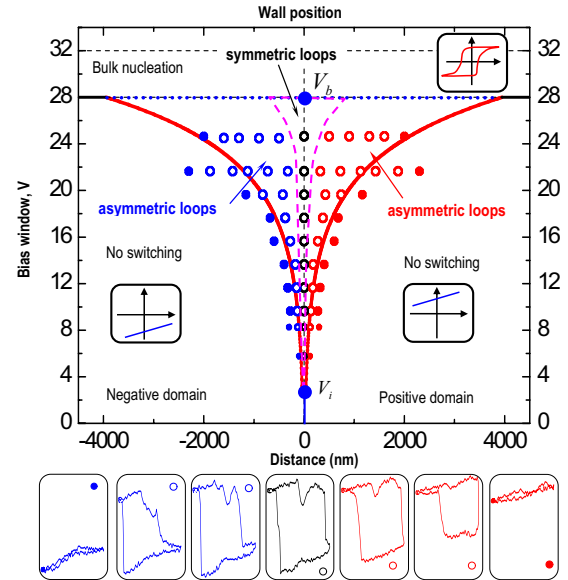 Wall position
32
28
24
20
16
12
8
4
0
Bias window, V
32
28
24
20
16
12
8
4
0
symmetric loops
Bulk nucleation
V_b
asymmetric loops
asymmetric loops
No switching
No switching
V_i
Negative domain
Positive domain
-4000
-2000
0
2000
4000
Distance (nm)